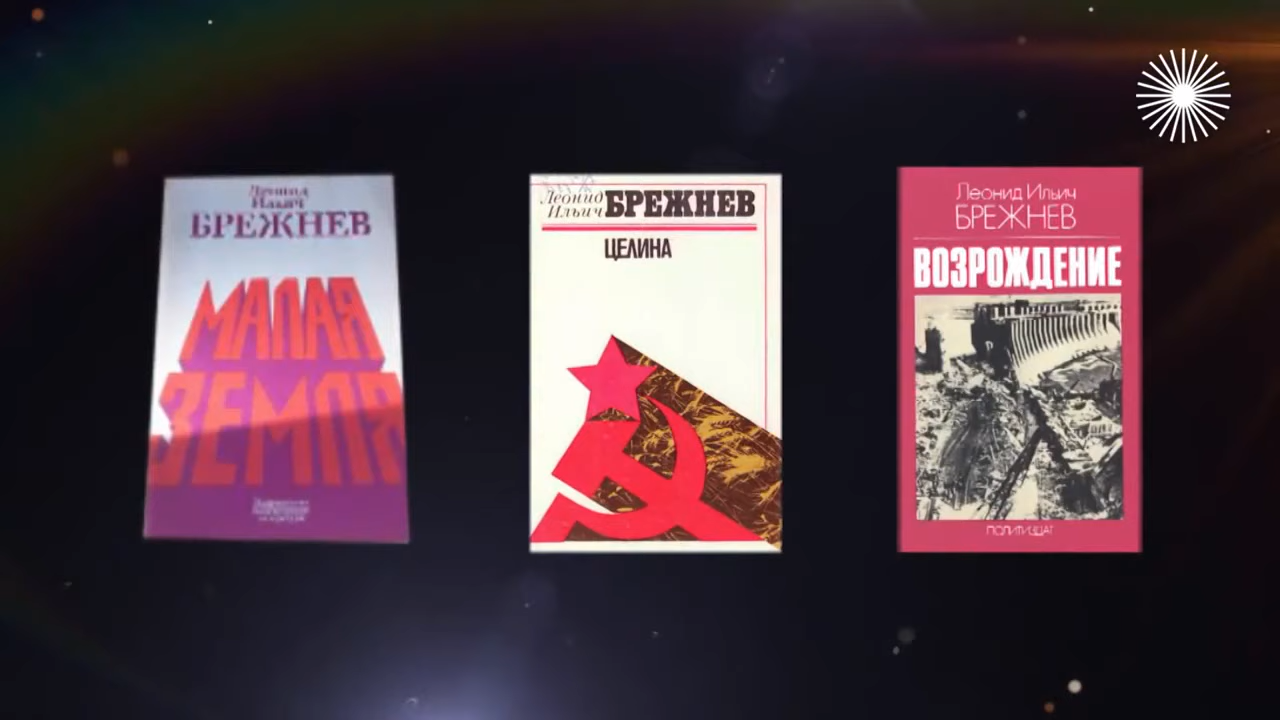 Леонид
Ильич
БРЕЖНЕВ
МАЛАЯ
ЗЕМЛЯ
Леонид
Ильич БРЕЖНЕВ
ЦЕЛИНА
Леонид Ильич
БРЕЖНЕВ
ВОЗРОЖДЕНИЕ
ПОЛИТИЗДАТ